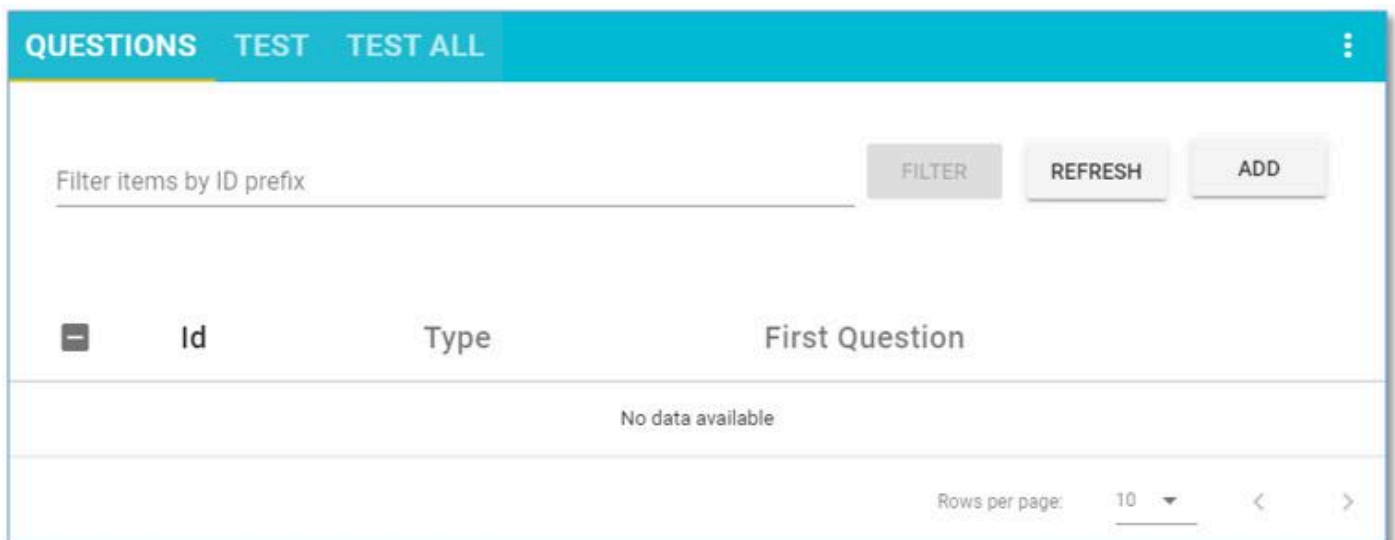 QUESTIONS TEST TEST ALL
Filter items by ID prefix FILTER REFRESH ADD
Id Type First Question
No data available
Rows per page: 10